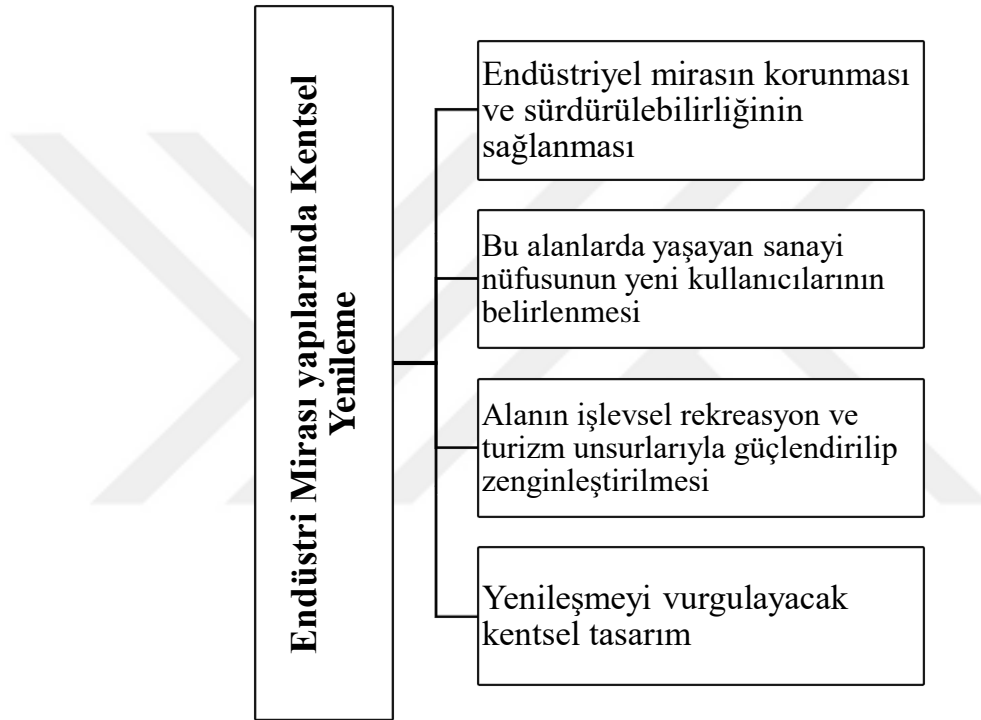 Endüstri Mirası yapılarında Kentsel
Yenileme
Endüstriyel mirasın korunması
ve sürdürülebilirliğinin
sağlanması
Bu alanlarda yaşayan sanayi
nüfusunun yeni kullanıcılarının
belirlenmesi
Alanın işlevsel rekreasyon ve
turizm unsurlarıyla güçlendirilip
zenginleştirilmesi
Yenileşmeyi vurgulayacak
kentsel tasarım